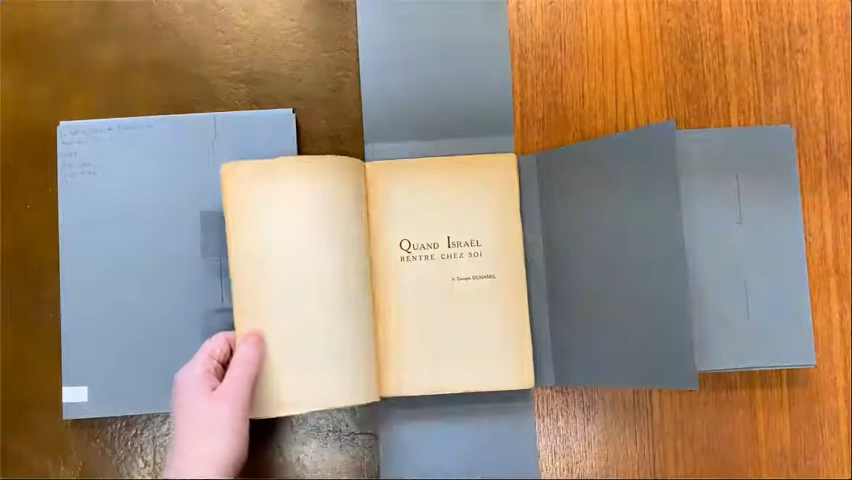 QUAND ISRAËL
RENTRE CHEZ SOI
A Georges DUHAMEL